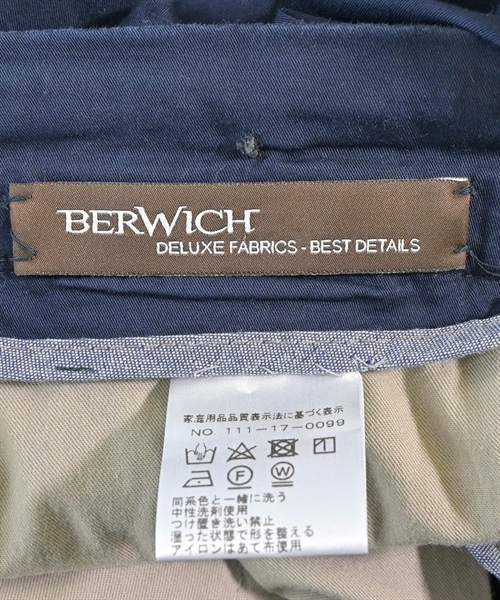 BERWICH
DELUXE FABRICS - BEST DETAILS
家庭用品品質表示法に基づく表示
NO. 111-17-0099
F W
同系色と一緒に洗う
中性洗剤使用
つけ置き洗い禁止
湿った状態で形を整える
アイロンはあて布使用